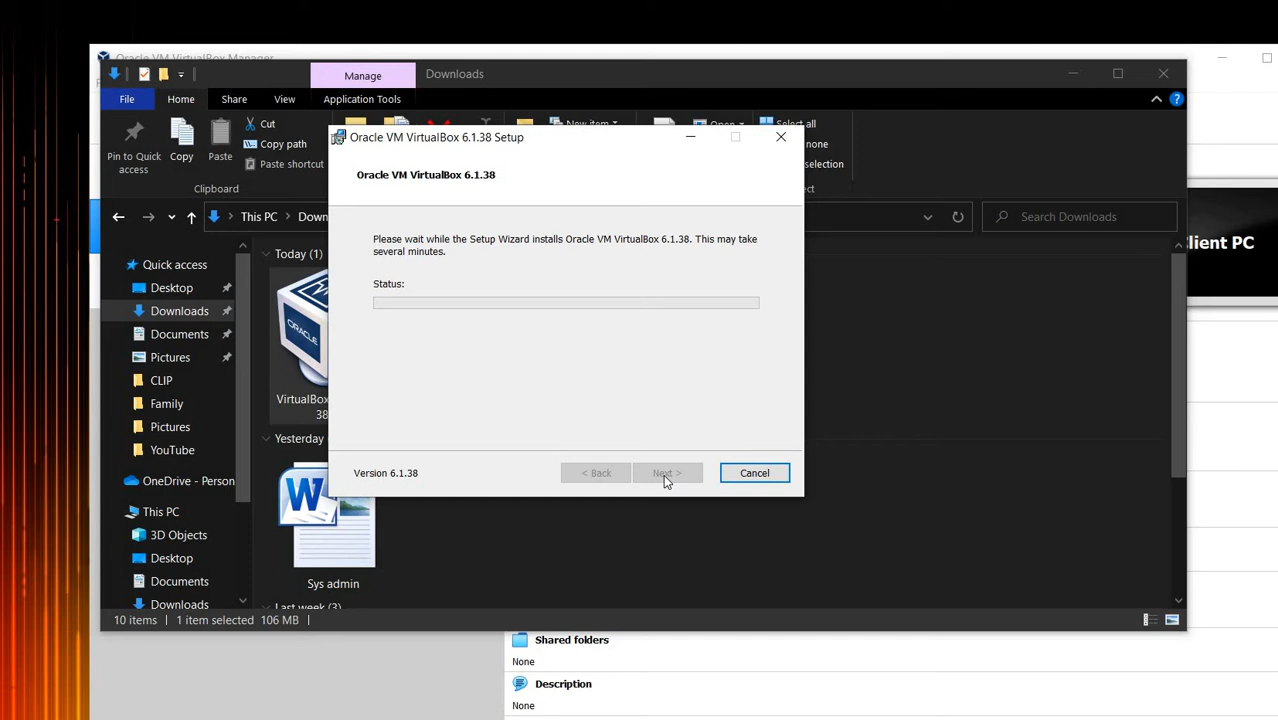 Oracle VM VirtualBox Manager
Manage
Downloads
File
Home
Share
View
Application Tools
Pin to Quick access
Copy
Paste
Cut
Copy path
Paste shortcut
Clipboard
New item
Open
Select all
Oracle VM VirtualBox 6.1.38 Setup
Oracle VM VirtualBox 6.1.38
Please wait while the Setup Wizard installs Oracle VM VirtualBox 6.1.38. This may take
several minutes.
Status:
Version 6.1.38
< Back
Next >
Cancel
This PC
Search Downloads
Quick access
Desktop
Downloads
Documents
Pictures
CLIP
Family
Pictures
YouTube
OneDrive - Person
This PC
3D Objects
Desktop
Documents
Downloads
Today (1)
VirtualBox
38
Yesterday
Sys admin
Last week (3)
10 items
1 item selected 106 MB
lient PC
Shared folders
None
Description
None